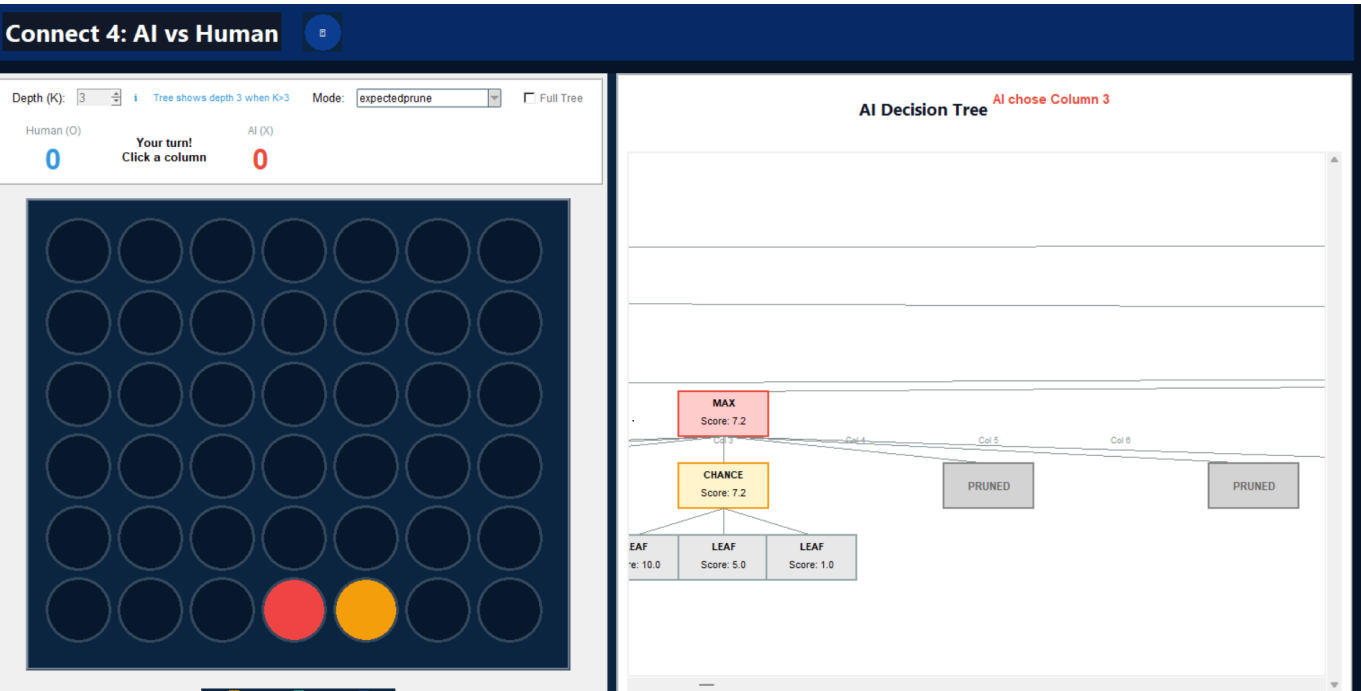 Connect 4: AI vs Human
Depth (K): 3 i Tree shows depth 3 when K>3 Mode: expectedprune Full Tree
Human (O) AI (X)
Your turn!
Click a column
0 0
AI Decision Tree AI chose Column 3
MAX
Score: 7.2
Col 3 Col 4 Col 5 Col 6
CHANCE
Score: 7.2
PRUNED PRUNED
EAF LEAF LEAF
re: 10.0 Score: 5.0 Score: 1.0